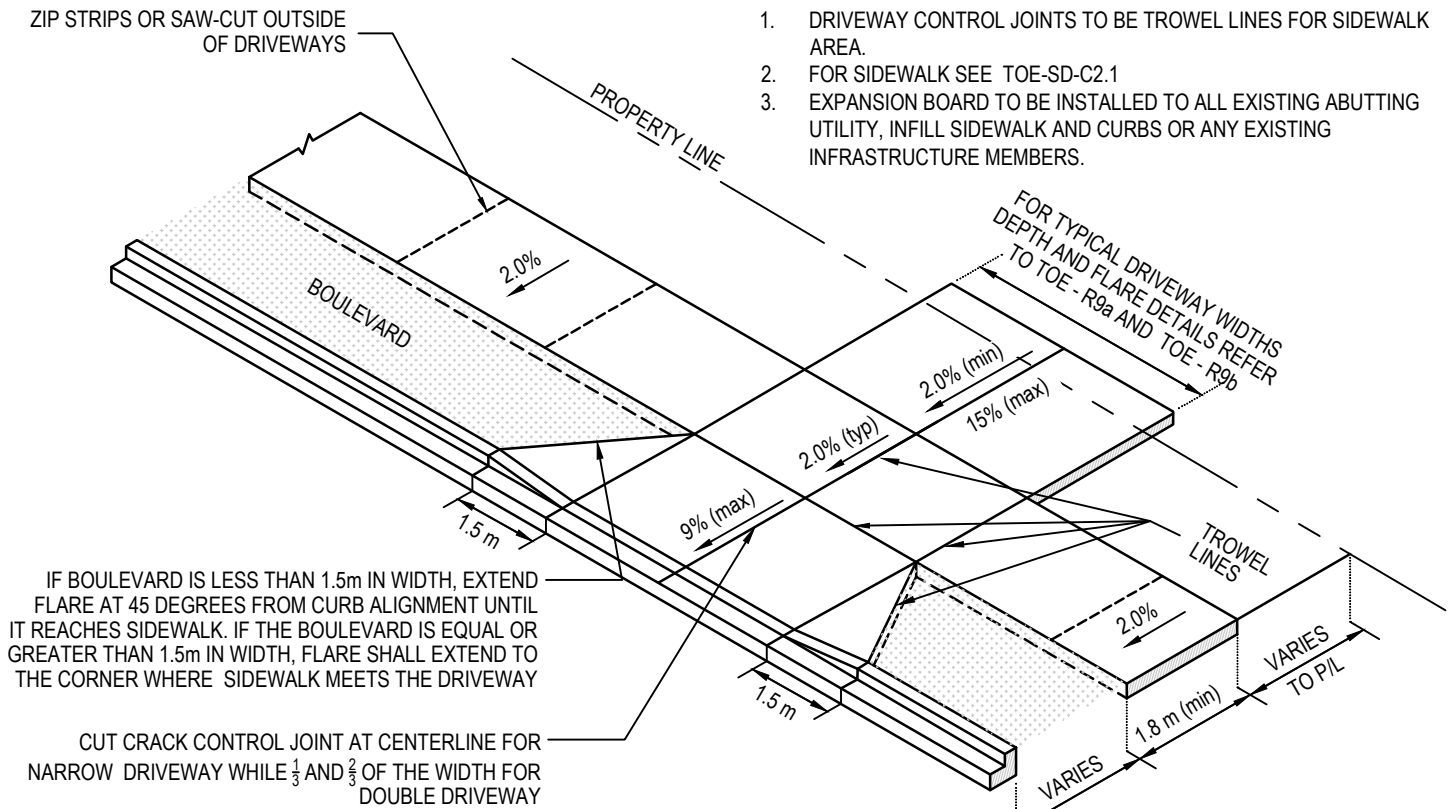 ZIP STRIPS OR SAW-CUT OUTSIDE
OF DRIVEWAYS
1. DRIVEWAY CONTROL JOINTS TO BE TROWEL LINES FOR SIDEWALK
AREA.
2. FOR SIDEWALK SEE TOE-SD-C2.1
3. EXPANSION BOARD TO BE INSTALLED TO ALL EXISTING ABUTTING
UTILITY, INFILL SIDEWALK AND CURBS OR ANY EXISTING
INFRASTRUCTURE MEMBERS.
PROPERTY LINE
FOR TYPICAL DRIVEWAY WIDTHS
DEPTH AND FLARE DETAILS REFER
TO TOE - R9a AND TOE - R9b
2.0%
BOULEVARD
2.0% (min)
15% (max)
2.0% (typ)
9% (max)
1.5 m
TROWEL
LINES
IF BOULEVARD IS LESS THAN 1.5m IN WIDTH, EXTEND
FLARE AT 45 DEGREES FROM CURB ALIGNMENT UNTIL
IT REACHES SIDEWALK. IF THE BOULEVARD IS EQUAL OR
GREATER THAN 1.5m IN WIDTH, FLARE SHALL EXTEND TO
THE CORNER WHERE SIDEWALK MEETS THE DRIVEWAY
2.0%
VARIES
TO P/L
1.5 m
1.8 m (min)
VARIES
CUT CRACK CONTROL JOINT AT CENTERLINE FOR
NARROW DRIVEWAY WHILE 1/3 AND 2/3 OF THE WIDTH FOR
DOUBLE DRIVEWAY